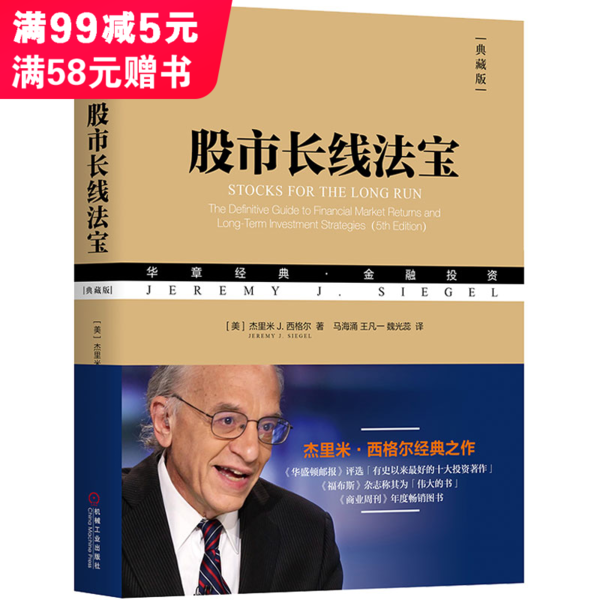 满99减5元
满58元赠书
典藏版
股市长线法宝
STOCKS FOR THE LONG RUN
The Definitive Guide to Financial Market Returns and
Long-Term Investment Strategies (5th Edition)
华章经典·金融投资
JEREMY J. SIEGEL
[美] 杰里米 J. 西格尔 著 马海涌 王凡一 魏光蕊 译
JEREMY J. SIEGEL
杰里米·西格尔经典之作
《华盛顿邮报》评选「有史以来最好的十大投资著作」
《福布斯》杂志称其为「伟大的书」
《商业周刊》年度畅销图书
股市长线法宝
典藏版
[美] 杰里米
机械工业出版社
China Machine Press